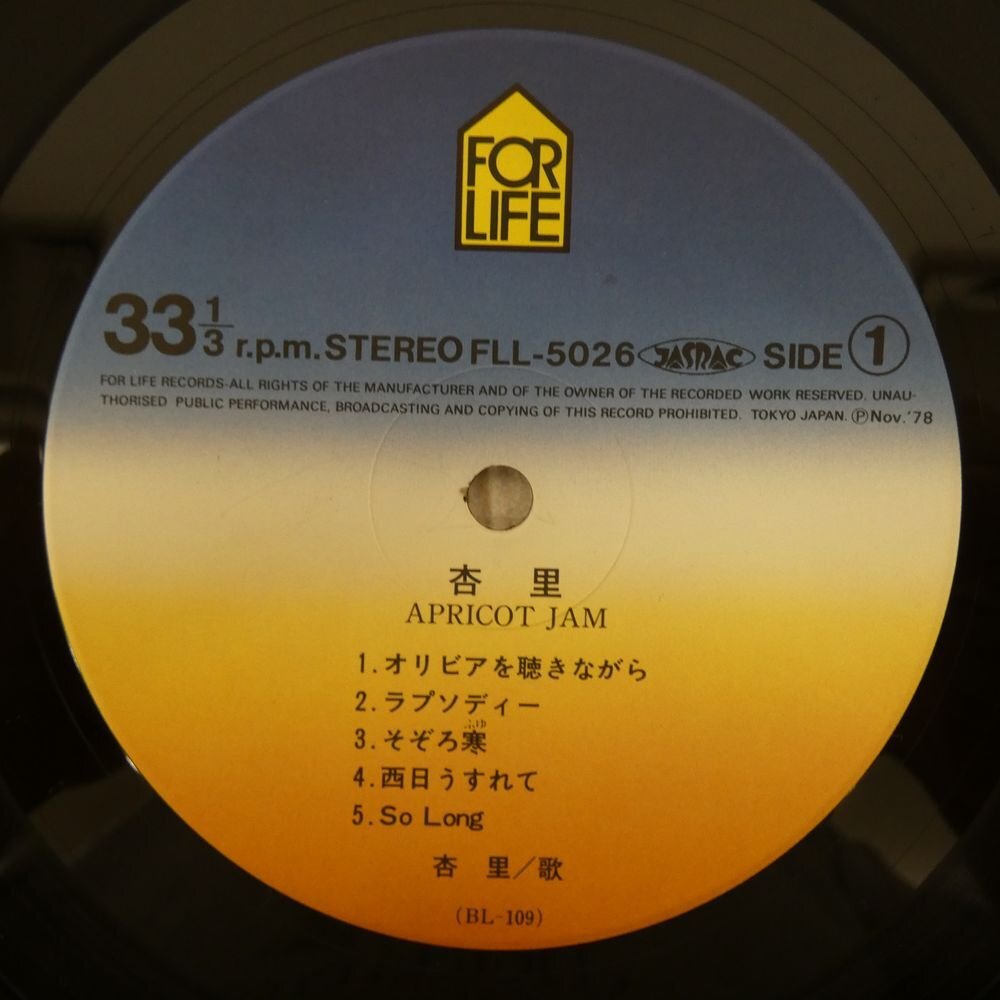 FOR
LIFE
33 1/3 r.p.m. STEREO FLL-5026 JASRAC SIDE 1
FOR LIFE RECORDS-ALL RIGHTS OF THE MANUFACTURER AND OF THE OWNER OF THE RECORDED WORK RESERVED. UNAU-
THORISED PUBLIC PERFORMANCE, BROADCASTING AND COPYING OF THIS RECORD PROHIBITED. TOKYO JAPAN. ℗Nov.'78
杏 里
APRICOT JAM
1.オリビアを聴きながら
2.ラプソディー
ふゆ
3.そぞろ寒
4.西日うすれて
5.So Long
杏 里/歌
(BL-109)